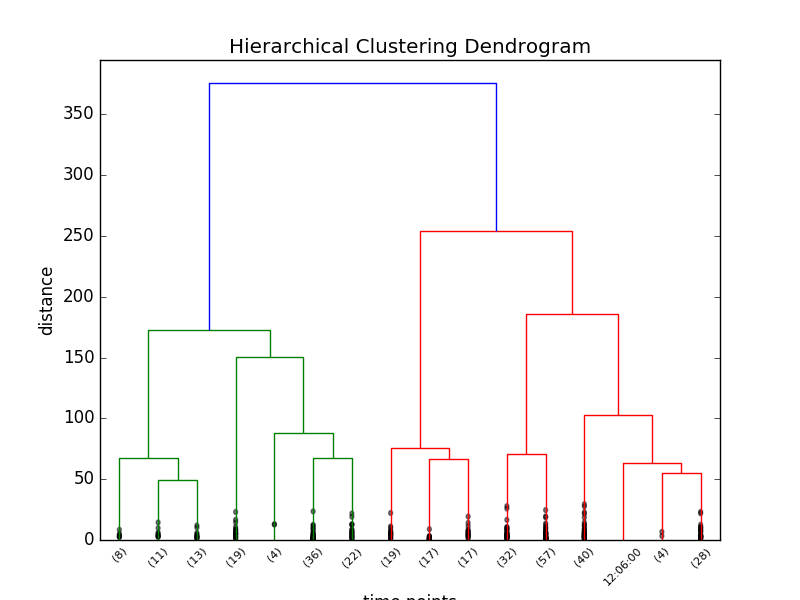 Hierarchical Clustering Dendrogram
350
300
250
200
150
100
50
0
distance
(8) (11) (13) (19) (4) (36) (22) (19) (17) (17) (32) (57) (40) 12:06:00 (4) (28)
time points